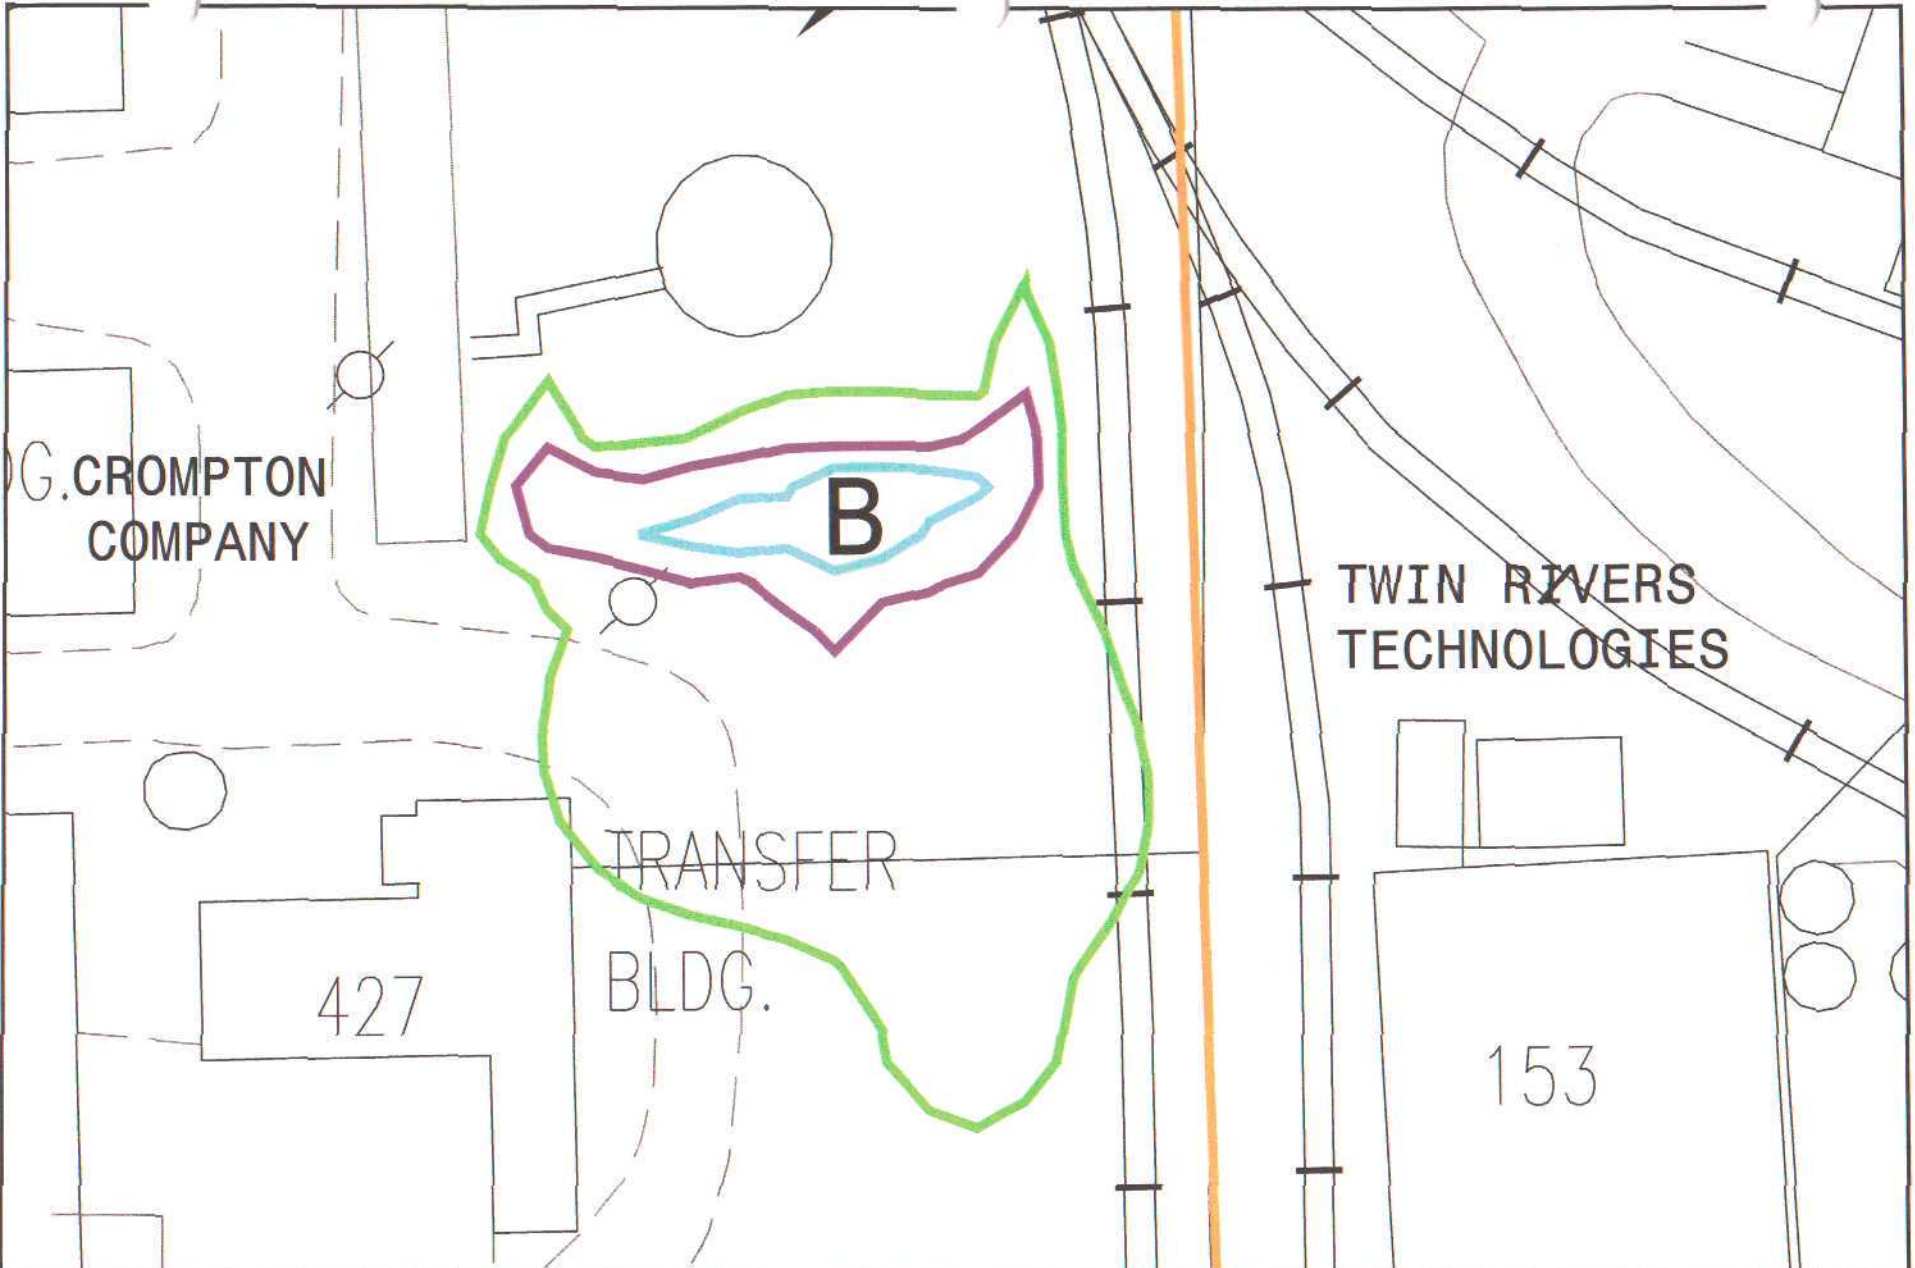 G. CROMPTON
COMPANY
B
TWIN RIVERS
TECHNOLOGIES
TRANSFER
BLDG.
427
153